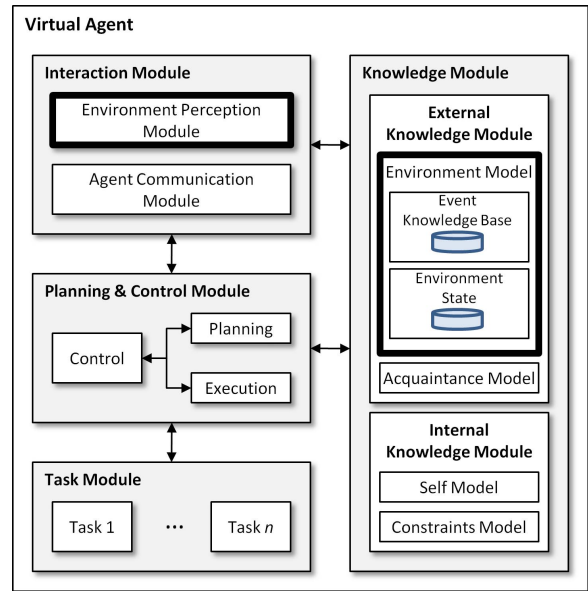 Virtual Agent
Interaction Module
Environment Perception
Module
Agent Communication
Module
Planning & Control Module
Control
Planning
Execution
Task Module
Task 1
...
Task n
Knowledge Module
External
Knowledge Module
Environment Model
Event
Knowledge Base
Environment
State
Acquaintance Model
Internal
Knowledge Module
Self Model
Constraints Model